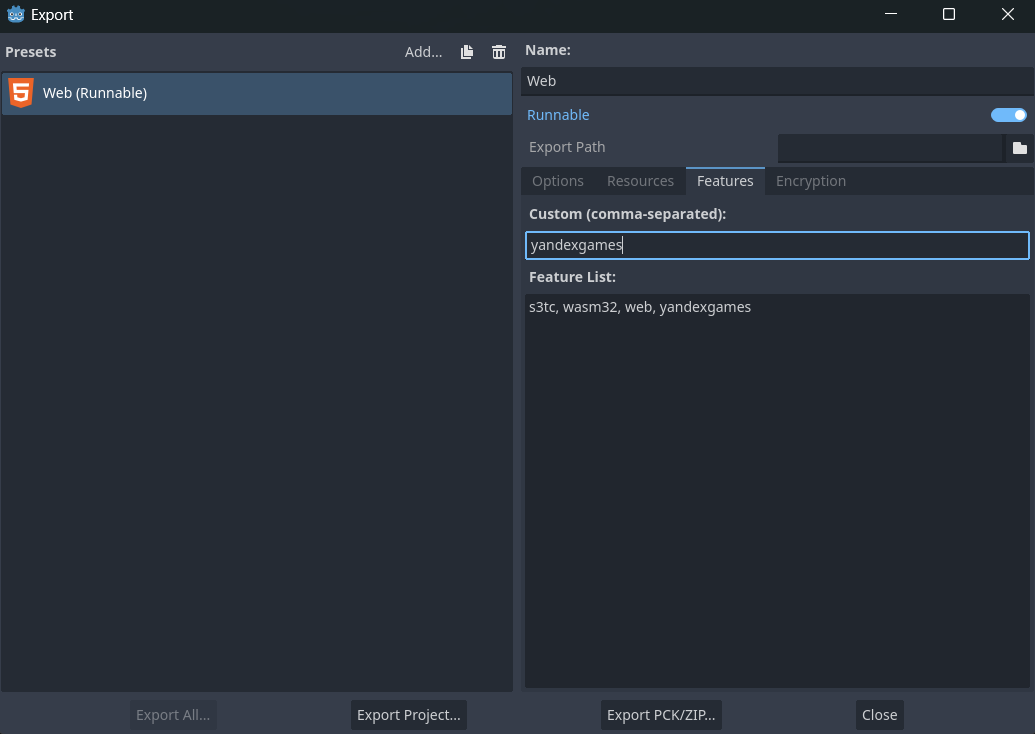 Export
Presets
Add...
Web (Runnable)
Name:
Web
Runnable
Export Path
Options Resources Features Encryption
Custom (comma-separated):
yandexgames
Feature List:
s3tc, wasm32, web, yandexgames
Export All... Export Project... Export PCK/ZIP... Close